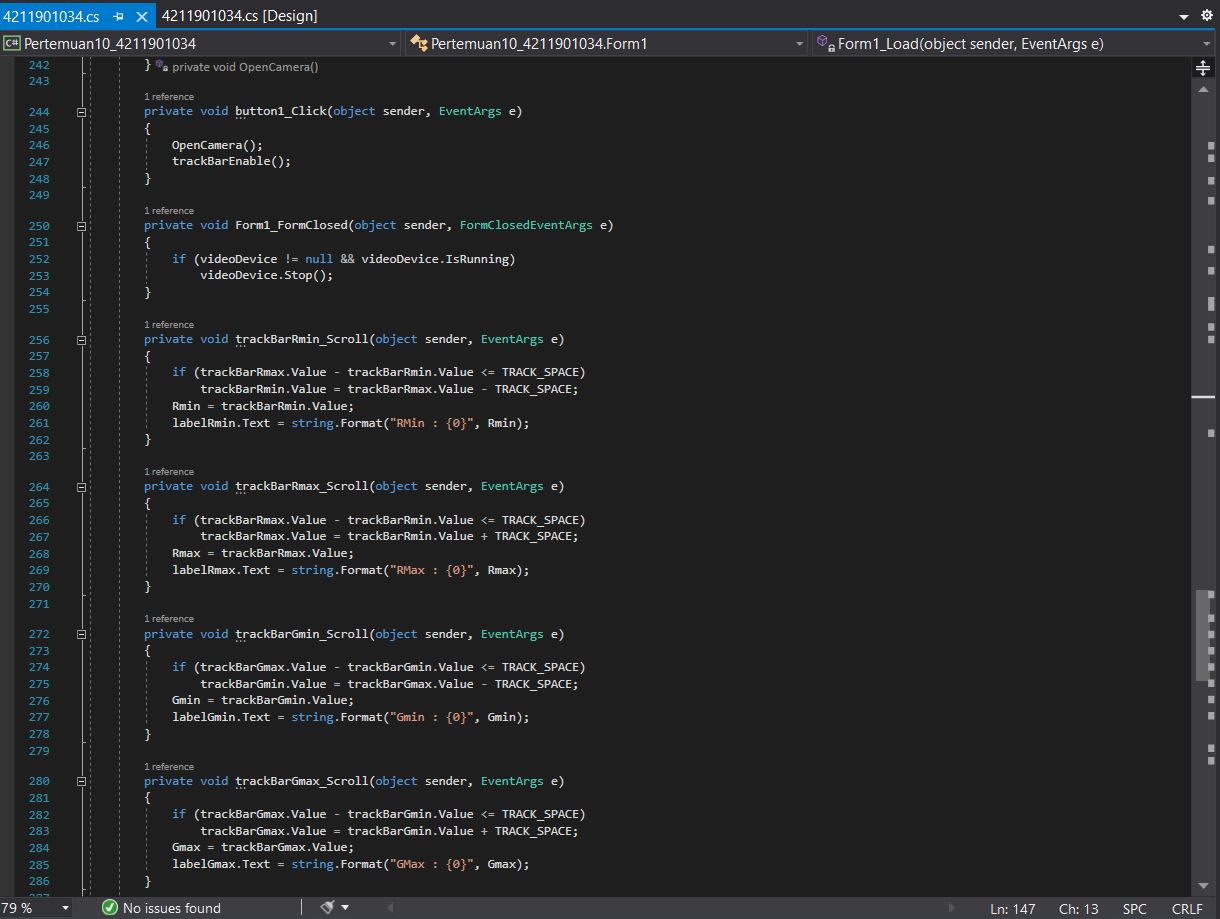 4211901034.cs
4211901034.cs [Design]
C# Pertemuan10_4211901034
Pertemuan10_4211901034.Form1
Form1_Load(object sender, EventArgs e)
242 } private void OpenCamera()
243
1 reference
244 private void button1_Click(object sender, EventArgs e)
245 {
246 OpenCamera();
247 trackBarEnable();
248 }
249
1 reference
250 private void Form1_FormClosed(object sender, FormClosedEventArgs e)
251 {
252 if (videoDevice != null && videoDevice.IsRunning)
253 videoDevice.Stop();
254 }
255
1 reference
256 private void trackBarRmin_Scroll(object sender, EventArgs e)
257 {
258 if (trackBarRmax.Value - trackBarRmin.Value <= TRACK_SPACE)
259 trackBarRmin.Value = trackBarRmax.Value - TRACK_SPACE;
260 Rmin = trackBarRmin.Value;
261 labelRmin.Text = string.Format("RMin : {0}", Rmin);
262 }
263
1 reference
264 private void trackBarRmax_Scroll(object sender, EventArgs e)
265 {
266 if (trackBarRmax.Value - trackBarRmin.Value <= TRACK_SPACE)
267 trackBarRmax.Value = trackBarRmin.Value + TRACK_SPACE;
268 Rmax = trackBarRmax.Value;
269 labelRmax.Text = string.Format("RMax : {0}", Rmax);
270 }
271
1 reference
272 private void trackBarGmin_Scroll(object sender, EventArgs e)
273 {
274 if (trackBarGmax.Value - trackBarGmin.Value <= TRACK_SPACE)
275 trackBarGmin.Value = trackBarGmax.Value - TRACK_SPACE;
276 Gmin = trackBarGmin.Value;
277 labelGmin.Text = string.Format("Gmin : {0}", Gmin);
278 }
279
1 reference
280 private void trackBarGmax_Scroll(object sender, EventArgs e)
281 {
282 if (trackBarGmax.Value - trackBarGmin.Value <= TRACK_SPACE)
283 trackBarGmax.Value = trackBarGmin.Value + TRACK_SPACE;
284 Gmax = trackBarGmax.Value;
285 labelGmax.Text = string.Format("GMax : {0}", Gmax);
286 }
287
79 % No issues found Ln: 147 Ch: 13 SPC CRLF